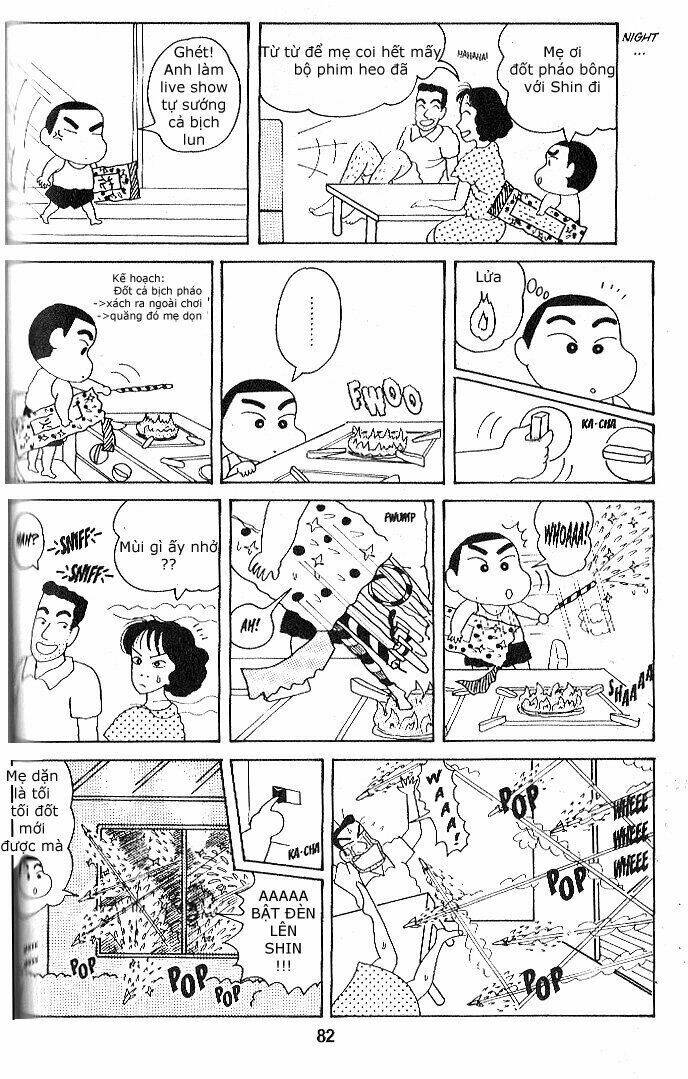 NIGHT
...
Mẹ ơi
đốt pháo bông
với Shin đi
HAHAHA!
Từ từ để mẹ coi hết mấy
bộ phim heo đã
Ghét!
Anh làm
live show
tự sướng
cả bịch
lun
Lửa
KA-CHA
.........
FWOO
Kế hoạch:
Đốt cả bịch pháo
->xách ra ngoài chơi
->quăng đó mẹ dọn
WHOAAA!
SHAAAA
FWUMP
AH!
Mùi gì ấy nhở
??
SNIFF
SNIFF
HAH?
WAAA!
WHEEE
WHEEE
WHEEE
POP
POP
POP
POP
KA-CHA
AAAAA
BẬT ĐÈN
LÊN
SHIN
!!!
Mẹ dặn
là tối
tối đốt
mới
được mà
POP
POP
POP
82